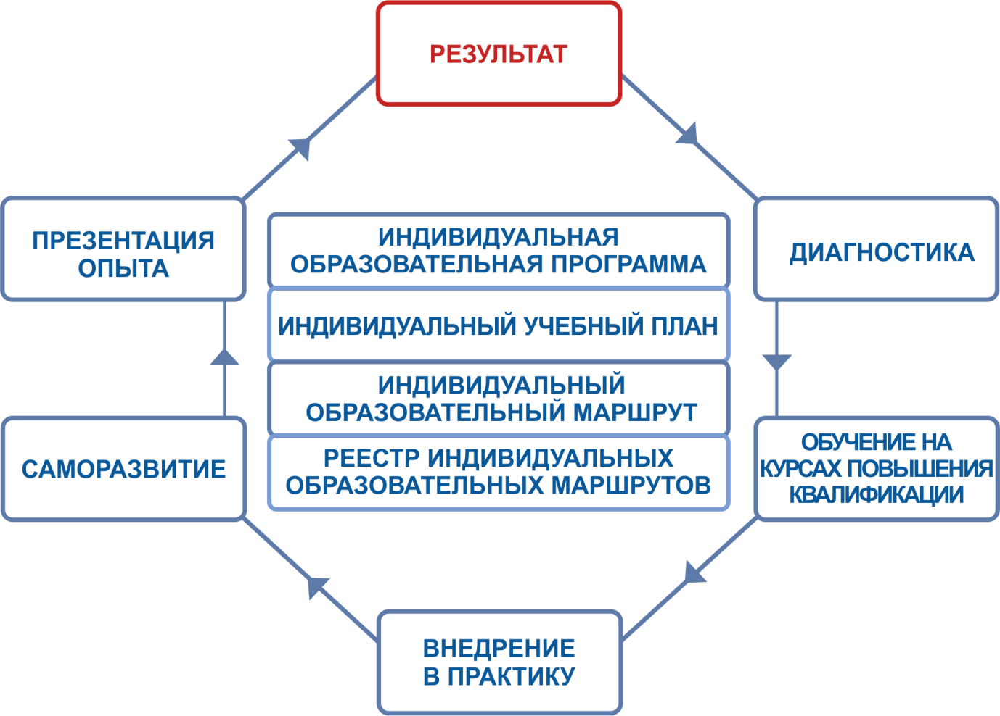 РЕЗУЛЬТАТ
ПРЕЗЕНТАЦИЯ
ОПЫТА
ИНДИВИДУАЛЬНАЯ
ОБРАЗОВАТЕЛЬНАЯ ПРОГРАММА
ДИАГНОСТИКА
ИНДИВИДУАЛЬНЫЙ УЧЕБНЫЙ ПЛАН
ИНДИВИДУАЛЬНЫЙ
ОБРАЗОВАТЕЛЬНЫЙ МАРШРУТ
САМОРАЗВИТИЕ
РЕЕСТР ИНДИВИДУАЛЬНЫХ
ОБРАЗОВАТЕЛЬНЫХ МАРШРУТОВ
ОБУЧЕНИЕ НА
КУРСАХ ПОВЫШЕНИЯ
КВАЛИФИКАЦИИ
ВНЕДРЕНИЕ
В ПРАКТИКУ